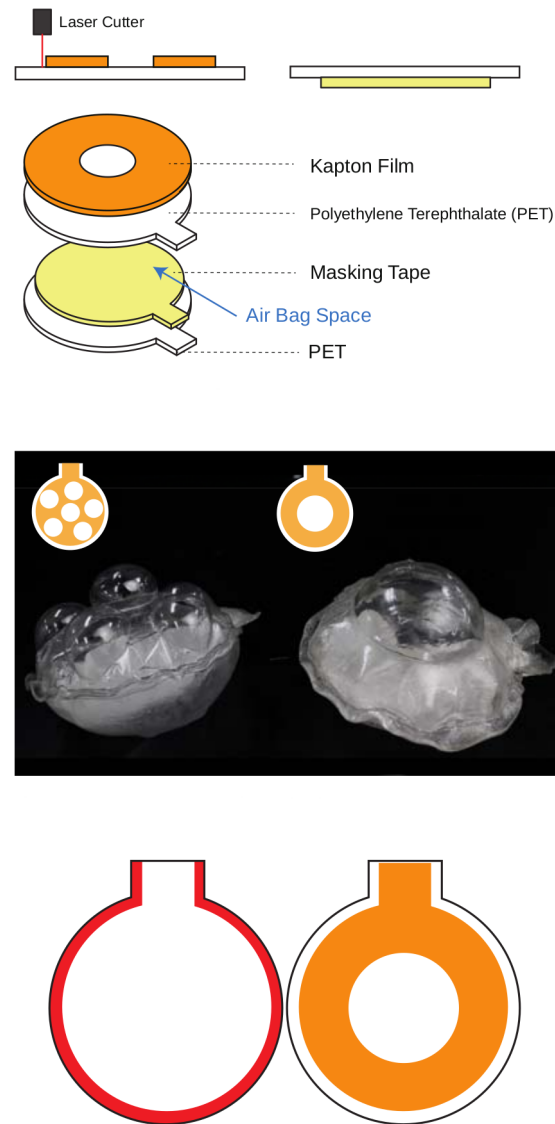 Laser Cutter
Kapton Film
Polyethylene Terephthalate (PET)
Masking Tape
Air Bag Space
PET